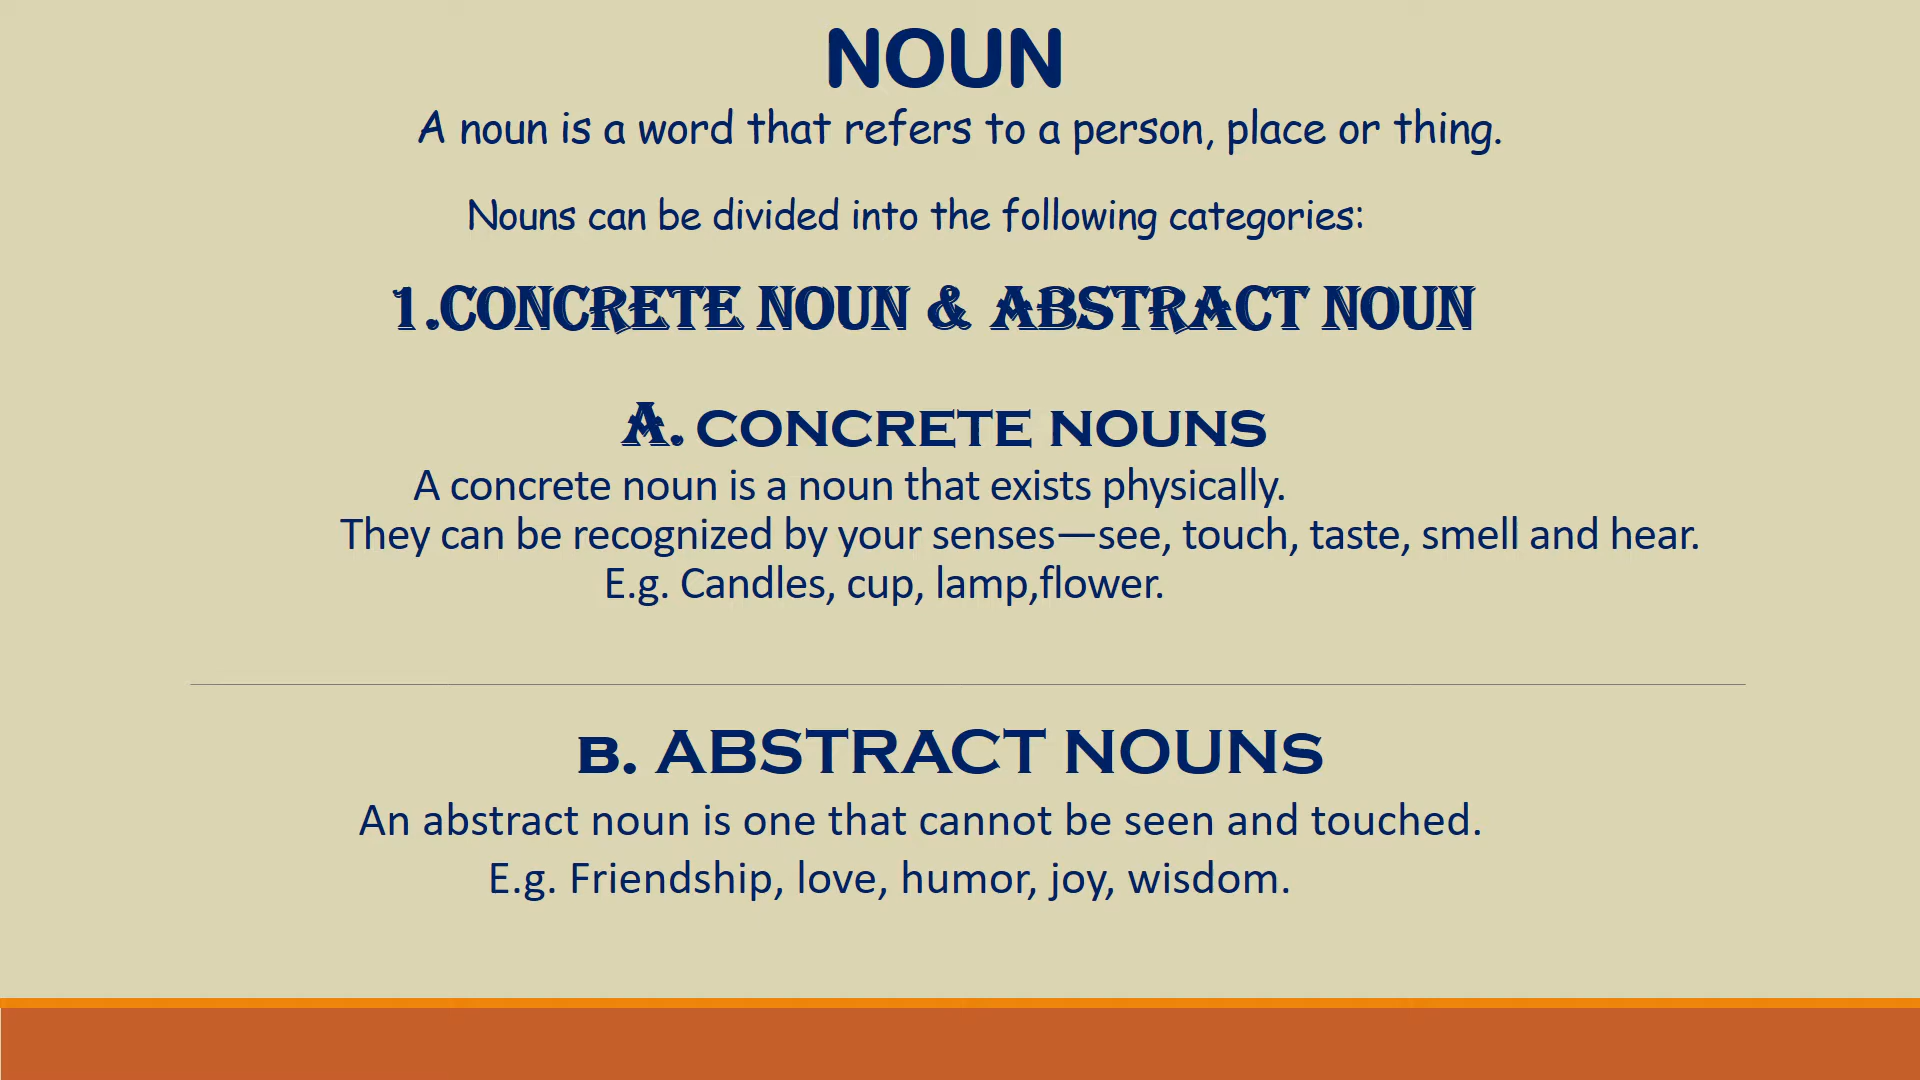 NOUN
A noun is a word that refers to a person, place or thing.
Nouns can be divided into the following categories:
1.CONCRETE NOUN & ABSTRACT NOUN
A. CONCRETE NOUNS
A concrete noun is a noun that exists physically.
They can be recognized by your senses—see, touch, taste, smell and hear.
E.g. Candles, cup, lamp,flower.
B. ABSTRACT NOUNS
An abstract noun is one that cannot be seen and touched.
E.g. Friendship, love, humor, joy, wisdom.